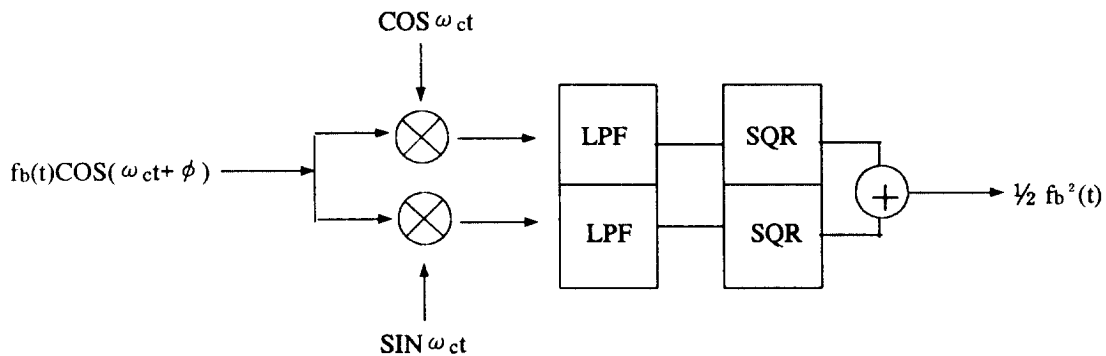 COS ωct
LPF
SQR
fb(t)COS(ωct+ ϕ)
+
½ fb²(t)
LPF
SQR
SIN ωct